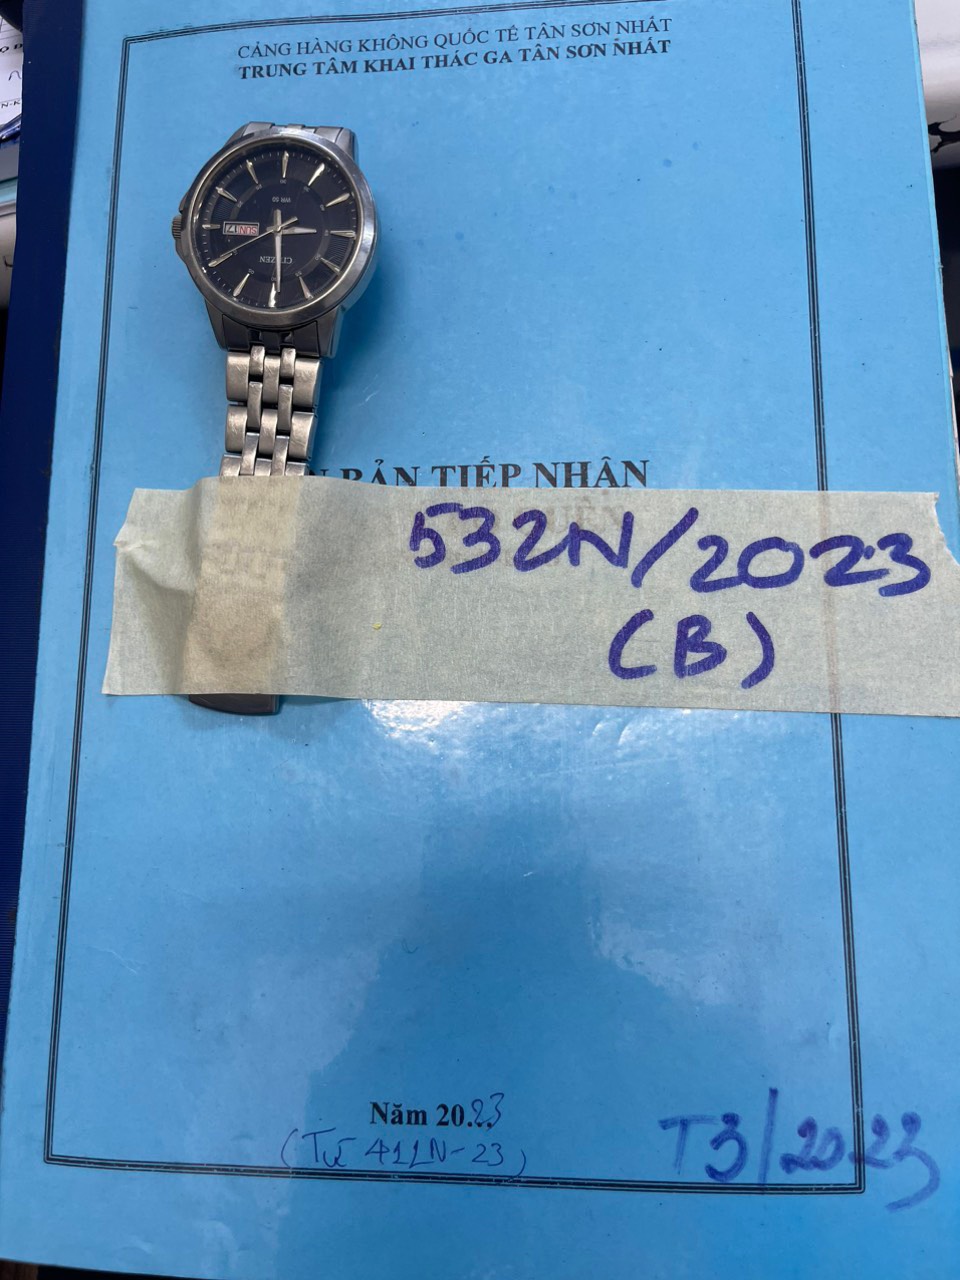 CẢNG HÀNG KHÔNG QUỐC TẾ TÂN SƠN NHẤT
TRUNG TÂM KHAI THÁC GA TÂN SƠN NHẤT
WR 50
SUN 17
CITIZEN
BẢN TIẾP NHẬN
532N/2023
(B)
Năm 20.23
(Từ 411N-23)
T3/2023